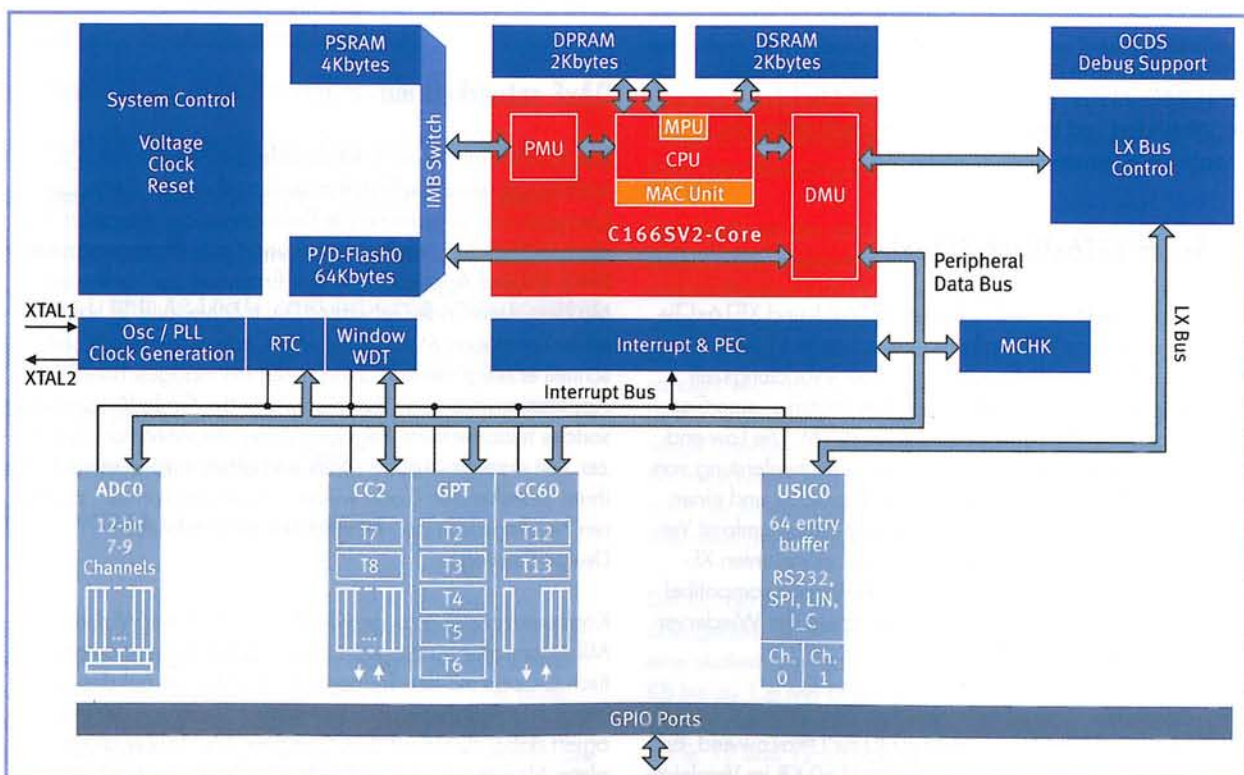 System Control
Voltage
Clock
Reset
PSRAM
4Kbytes
IMB Switch
P/D-Flash0
64Kbytes
DPRAM
2Kbytes
DSRAM
2Kbytes
PMU
MPU
CPU
MAC Unit
DMU
C166SV2-Core
OCDS
Debug Support
LX Bus
Control
Peripheral
Data Bus
LX Bus
XTAL1
XTAL2
Osc / PLL
Clock Generation
RTC
Window
WDT
Interrupt & PEC
MCHK
Interrupt Bus
ADC0
12-bit
7-9
Channels
...
CC2
T7
T8
...
GPT
T2
T3
T4
T5
T6
CC60
T12
T13
USIC0
64 entry
buffer
RS232,
SPI, LIN,
I_C
Ch.
0
Ch.
1
GPIO Ports